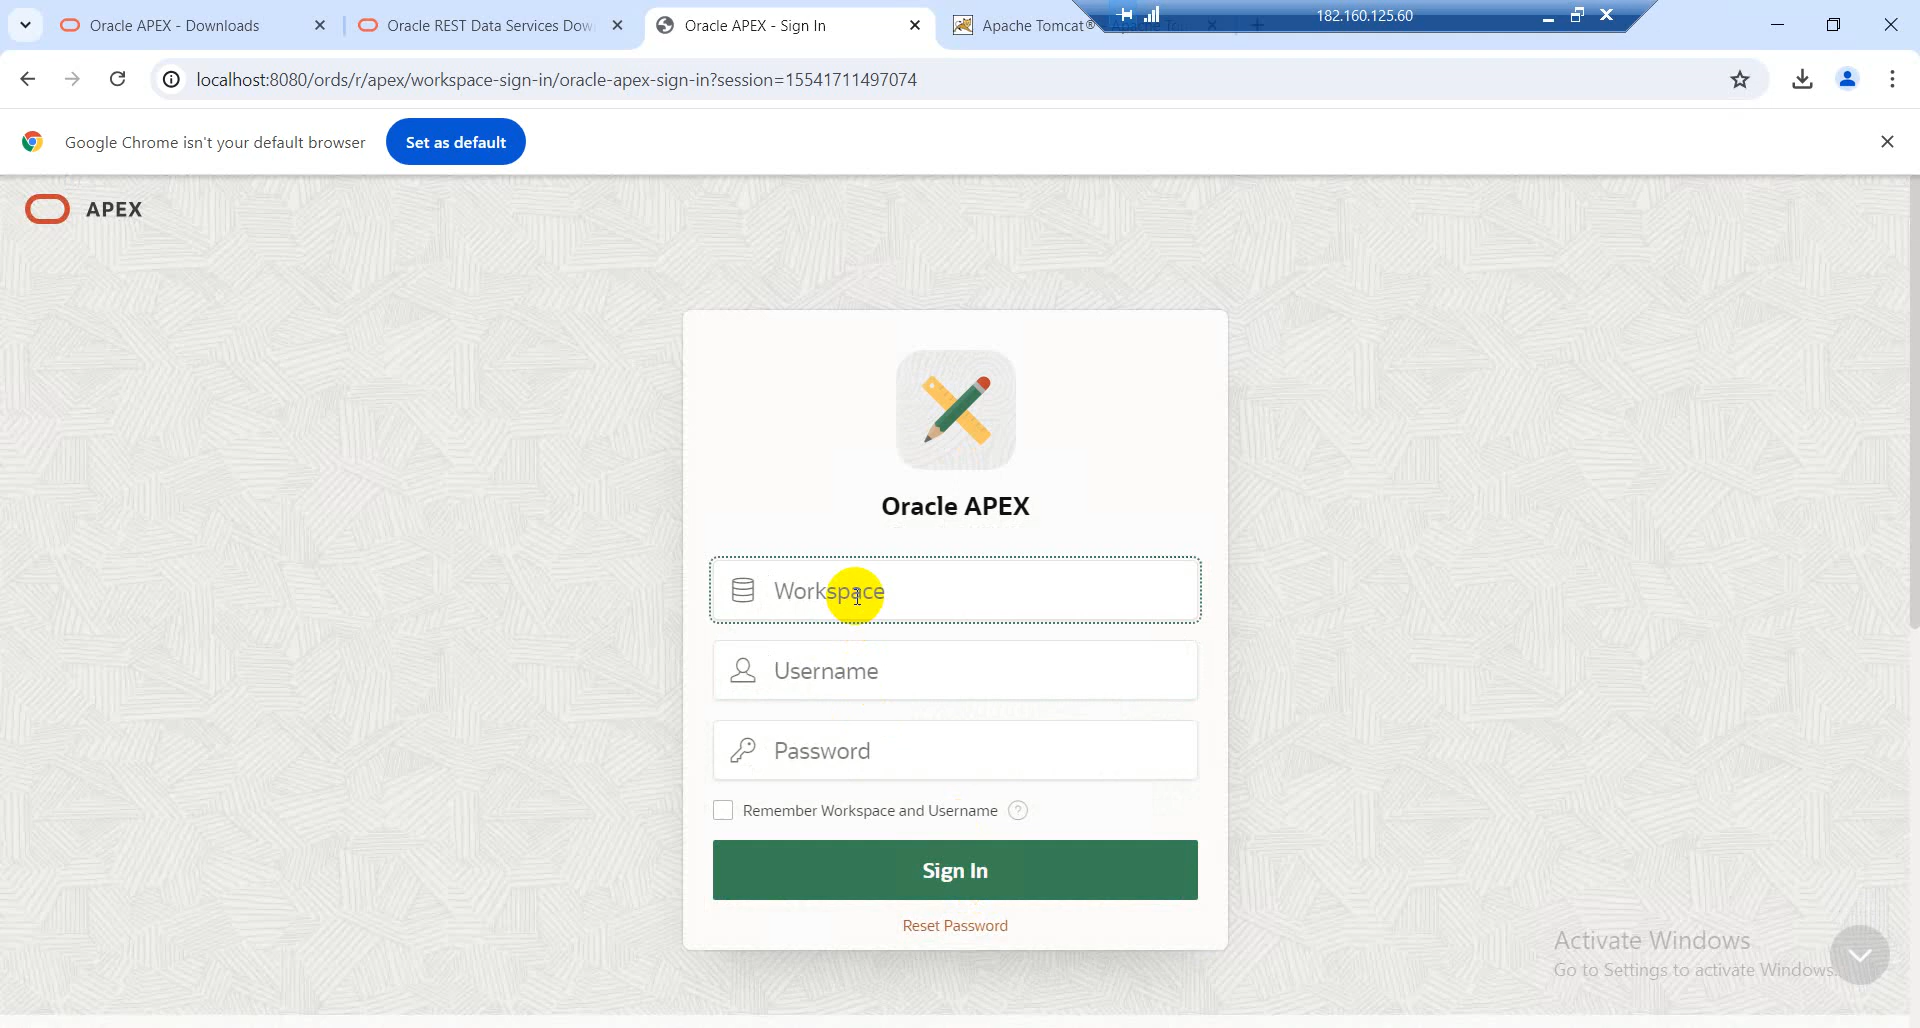 Oracle APEX - Downloads
Oracle REST Data Services Dow
Oracle APEX - Sign In
Apache Tomcat®
182.160.125.60
localhost:8080/ords/r/apex/workspace-sign-in/oracle-apex-sign-in?session=15541711497074
Google Chrome isn't your default browser
Set as default
APEX
Oracle APEX
Workspace
Username
Password
Remember Workspace and Username
?
Sign In
Reset Password
Activate Windows
Go to Settings to activate Windows.